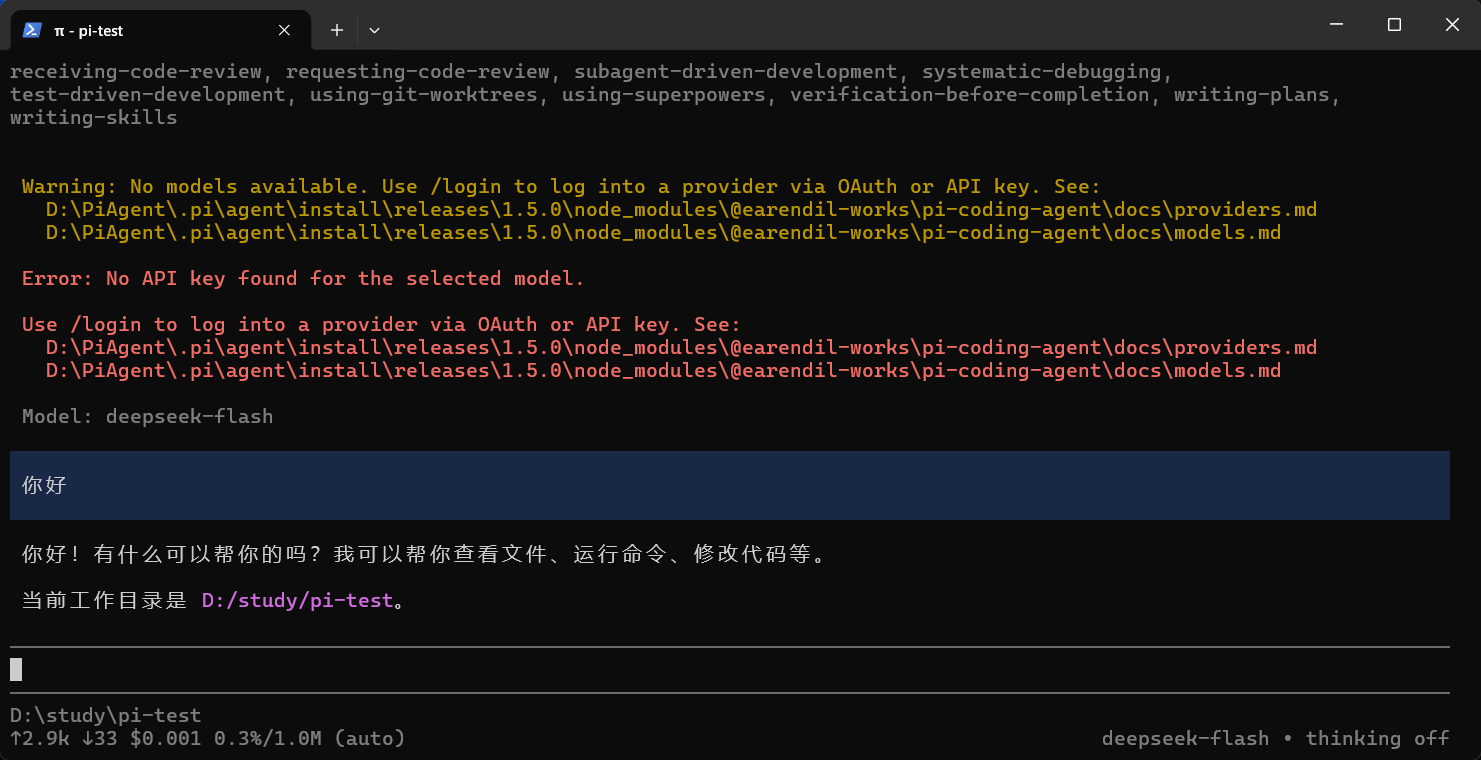 π - pi-test
receiving-code-review, requesting-code-review, subagent-driven-development, systematic-debugging,
test-driven-development, using-git-worktrees, using-superpowers, verification-before-completion, writing-plans,
writing-skills
Warning: No models available. Use /login to log into a provider via OAuth or API key. See:
D:\PiAgent\.pi\agent\install\releases\1.5.0\node_modules\@earendil-works\pi-coding-agent\docs\providers.md
D:\PiAgent\.pi\agent\install\releases\1.5.0\node_modules\@earendil-works\pi-coding-agent\docs\models.md
Error: No API key found for the selected model.
Use /login to log into a provider via OAuth or API key. See:
D:\PiAgent\.pi\agent\install\releases\1.5.0\node_modules\@earendil-works\pi-coding-agent\docs\providers.md
D:\PiAgent\.pi\agent\install\releases\1.5.0\node_modules\@earendil-works\pi-coding-agent\docs\models.md
Model: deepseek-flash
你好
你好！有什么可以帮你的吗？我可以帮你查看文件、运行命令、修改代码等。
当前工作目录是 D:/study/pi-test。
D:\study\pi-test
↑2.9k ↓33 $0.001 0.3%/1.0M (auto) deepseek-flash • thinking off